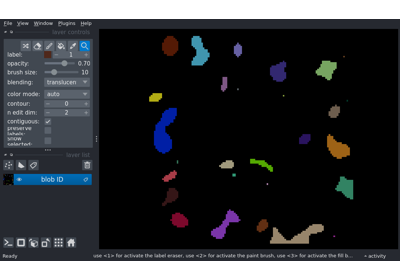 File View Window Plugins Help
layer controls
label: 1
opacity: 0.70
brush size: 10
blending: translucen
color mode: auto
contour: 0
n edit dim: 2
contiguous:
preserve labels:
show selected:
layer list
blob ID
Ready
use <1> for activate the label eraser, use <2> for activate the paint brush, use <3> for activate the fill b...
activity